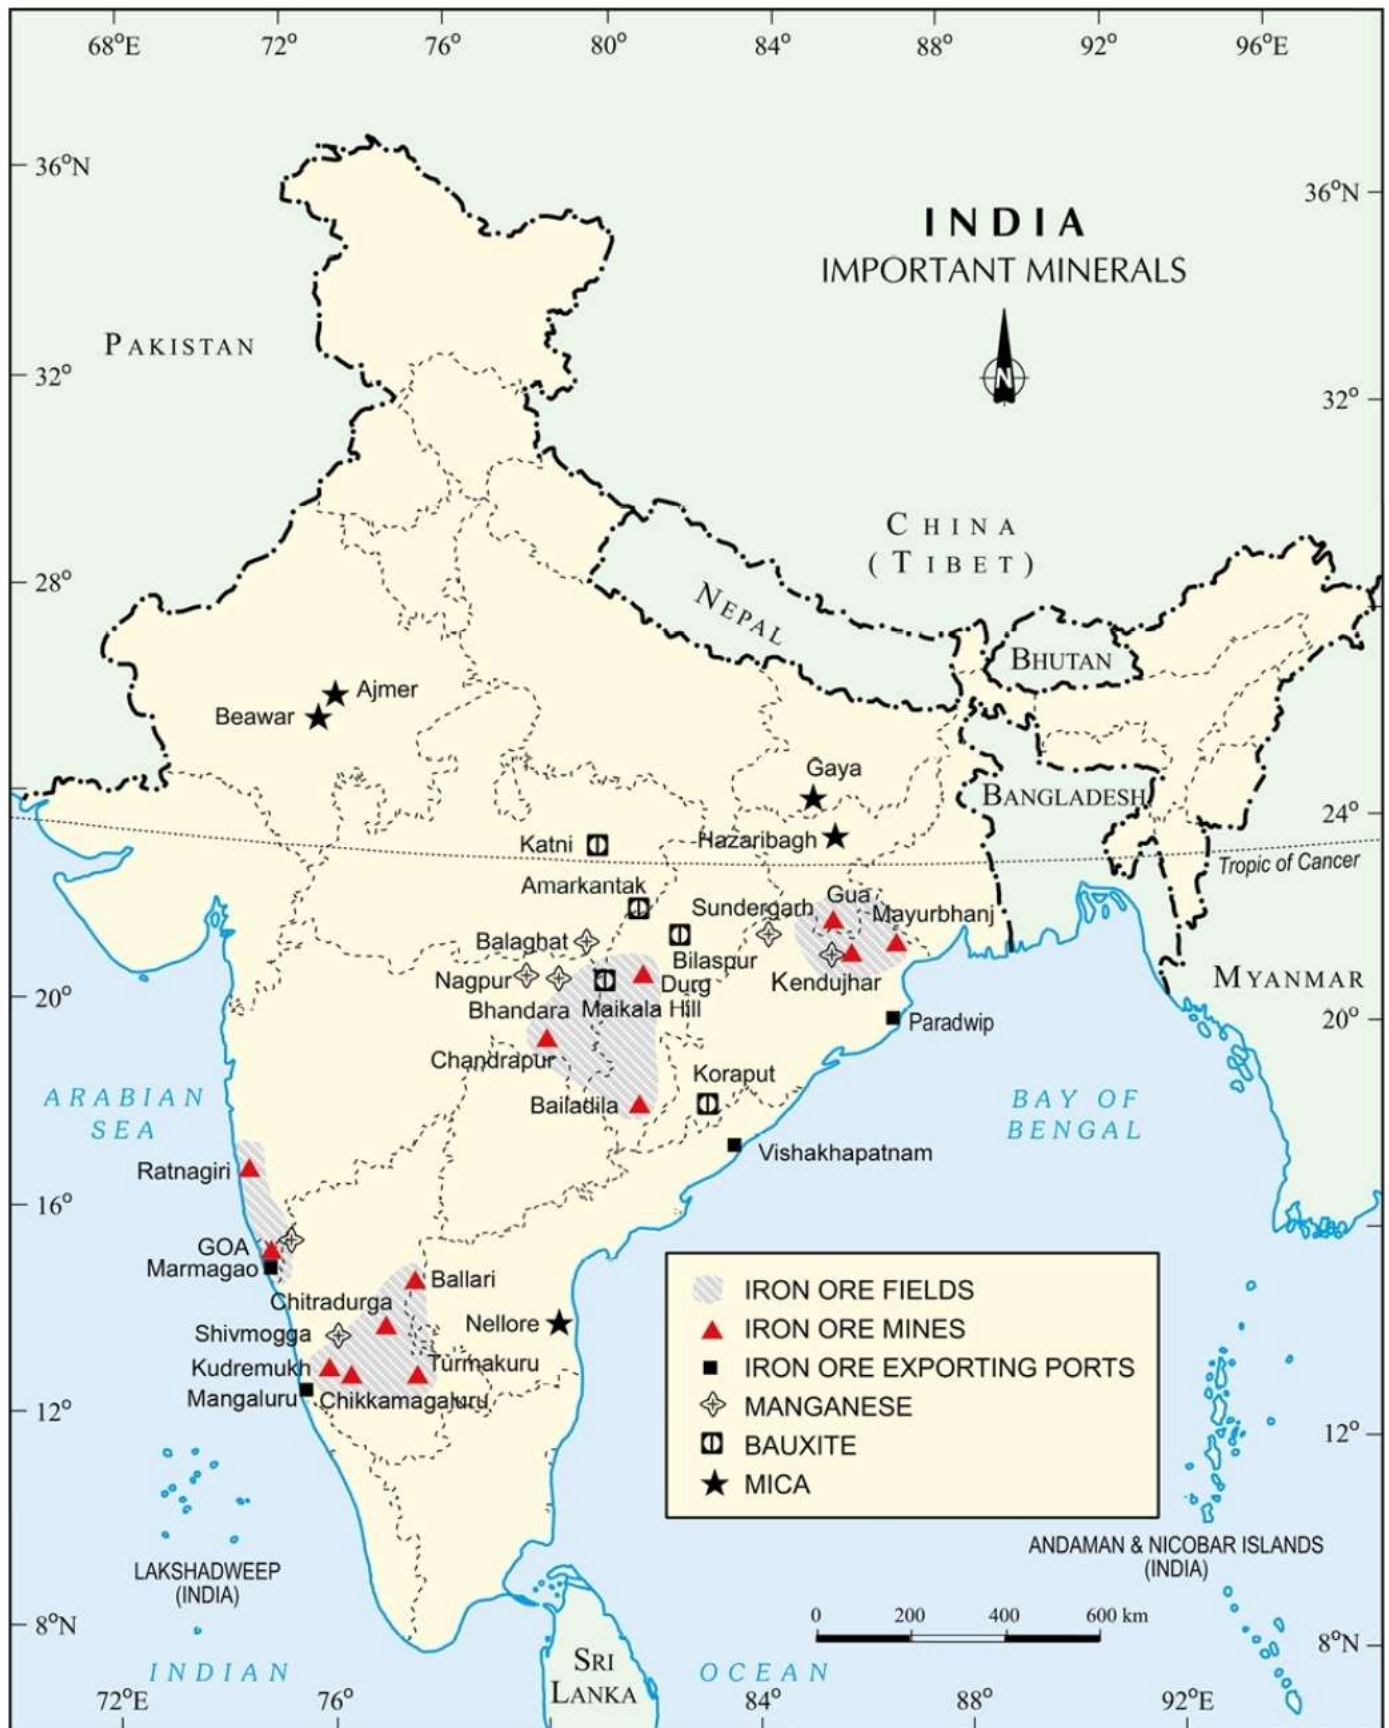 68°E 72° 76° 80° 84° 88° 92° 96°E
36°N
36°N
INDIA
IMPORTANT MINERALS
N
PAKISTAN
32°
32°
CHINA
(TIBET)
28°
NEPAL
BHUTAN
Ajmer
Beawar
Gaya
BANGLADESH
24°
Katni
Hazaribagh
Tropic of Cancer
Amarkantak
Gua
Sundergarh
Mayurbhanj
Balaghat
Bilaspur
Nagpur
Durg
Kendujhar
MYANMAR
20°
Bhandara
Maikala Hill
Paradwip
20°
Chandrapur
Koraput
ARABIAN
SEA
Bailadila
BAY OF
BENGAL
Vishakhapatnam
Ratnagiri
16°
GOA
Marmagao
Ballari
Chitradurga
Shivmogga
Nellore
Kudremukh
Turmakuru
Mangaluru
Chikkamagaluru
12°
IRON ORE FIELDS
IRON ORE MINES
IRON ORE EXPORTING PORTS
MANGANESE
BAUXITE
MICA
12°
LAKSHADWEEP
(INDIA)
ANDAMAN & NICOBAR ISLANDS
(INDIA)
8°N
0 200 400 600 km
8°N
INDIAN
OCEAN
SRI
LANKA
72°E 76° 84° 88° 92°E